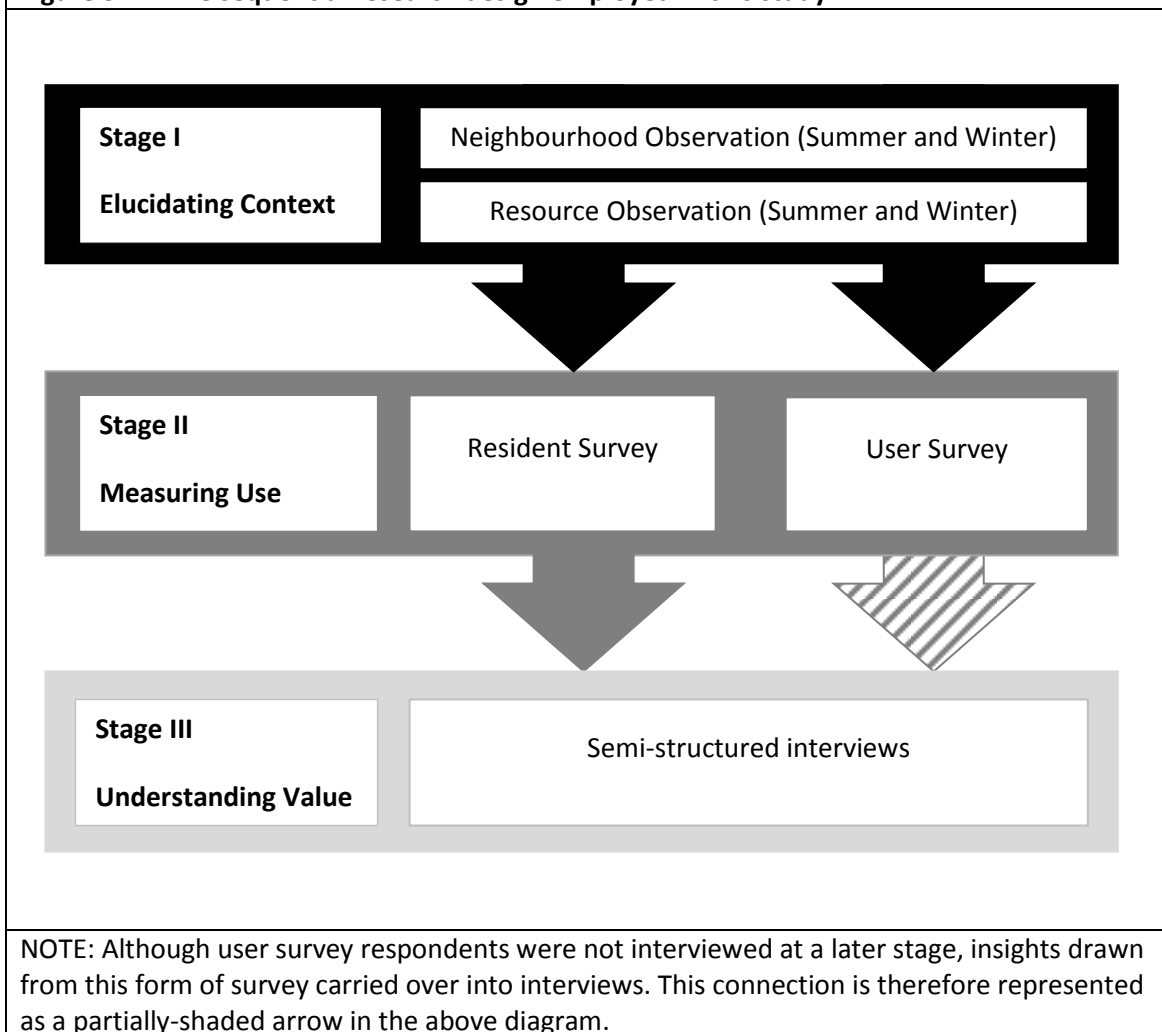 Stage I
Elucidating Context
Neighbourhood Observation (Summer and Winter)
Resource Observation (Summer and Winter)
Stage II
Measuring Use
Resident Survey
User Survey
Stage III
Understanding Value
Semi-structured interviews
NOTE: Although user survey respondents were not interviewed at a later stage, insights drawn
from this form of survey carried over into interviews. This connection is therefore represented
as a partially-shaded arrow in the above diagram.